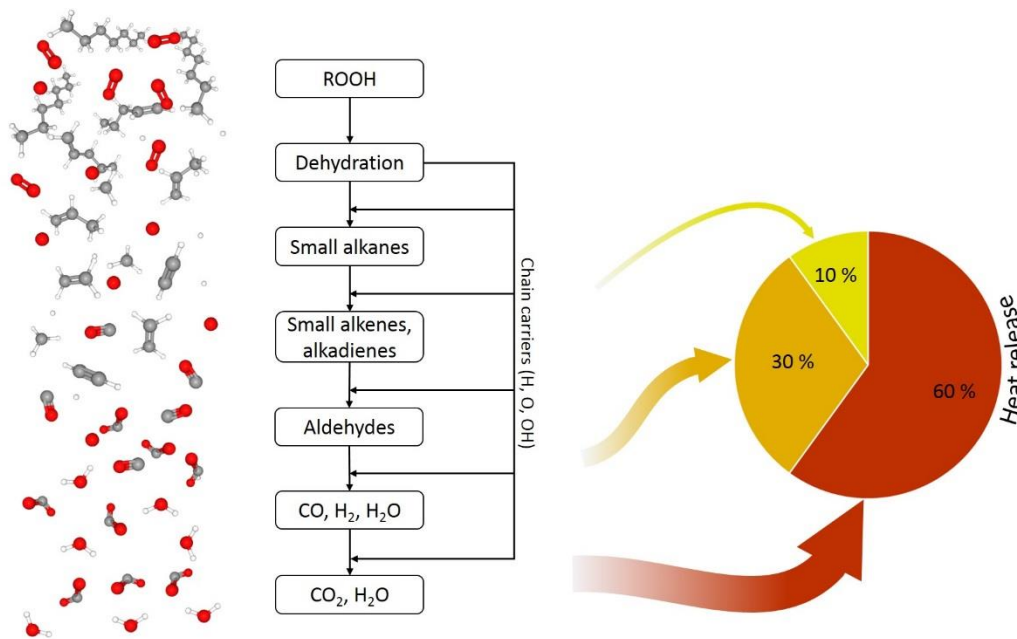 ROOH
Dehydration
Small alkanes
Small alkenes,
alkadienes
Aldehydes
CO, H₂, H₂O
CO₂, H₂O
Chain carriers (H, O, OH)
10 %
30 %
60 %
Heat release